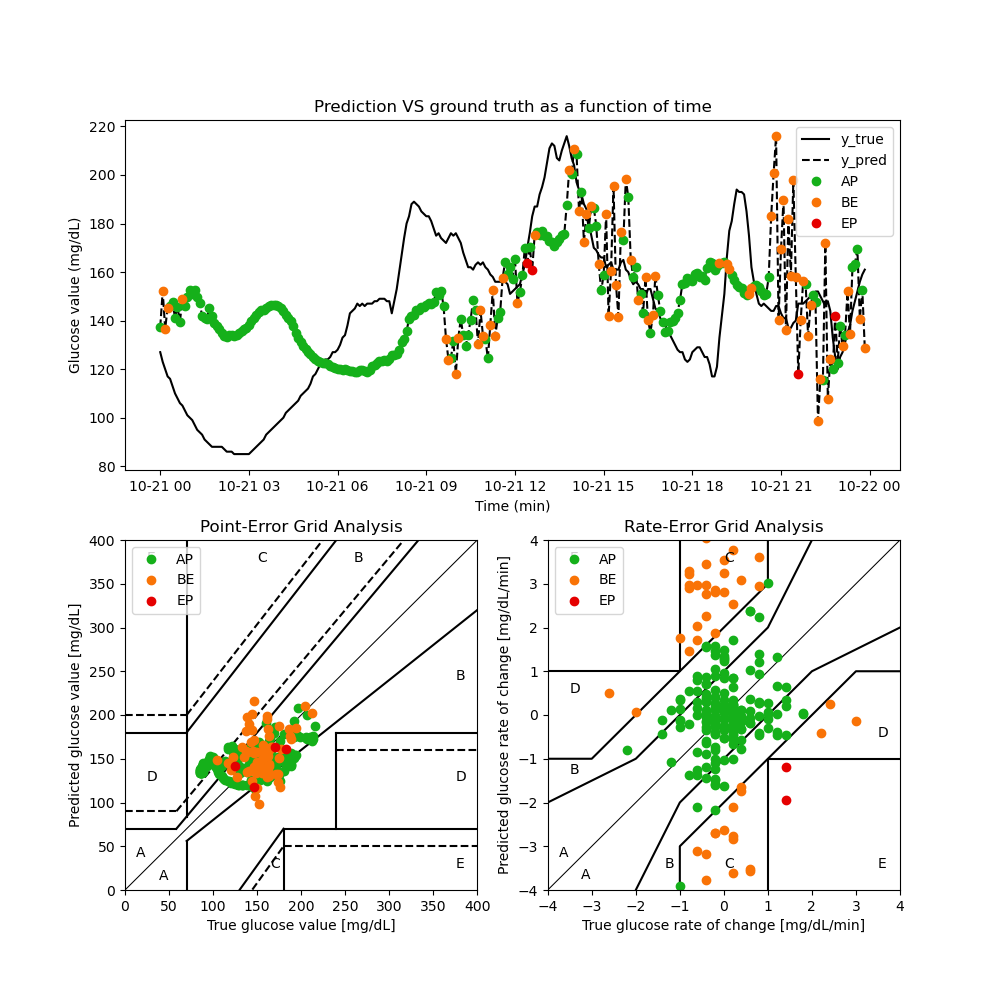 Prediction VS ground truth as a function of time
Glucose value (mg/dL)
220
200
180
160
140
120
100
80
y_true
y_pred
AP
BE
EP
10-21 00 10-21 03 10-21 06 10-21 09 10-21 12 10-21 15 10-21 18 10-21 21 10-22 00
Time (min)
Point-Error Grid Analysis
Predicted glucose value [mg/dL]
400
350
300
250
200
150
100
50
0
AP
BE
EP
C B
B
D D
A
A C E
0 50 100 150 200 250 300 350 400
True glucose value [mg/dL]
Rate-Error Grid Analysis
Predicted glucose rate of change [mg/dL/min]
4
3
2
1
0
−1
−2
−3
−4
AP
BE
EP
C
D
D
B
A
A B C E
−4 −3 −2 −1 0 1 2 3 4
True glucose rate of change [mg/dL/min]